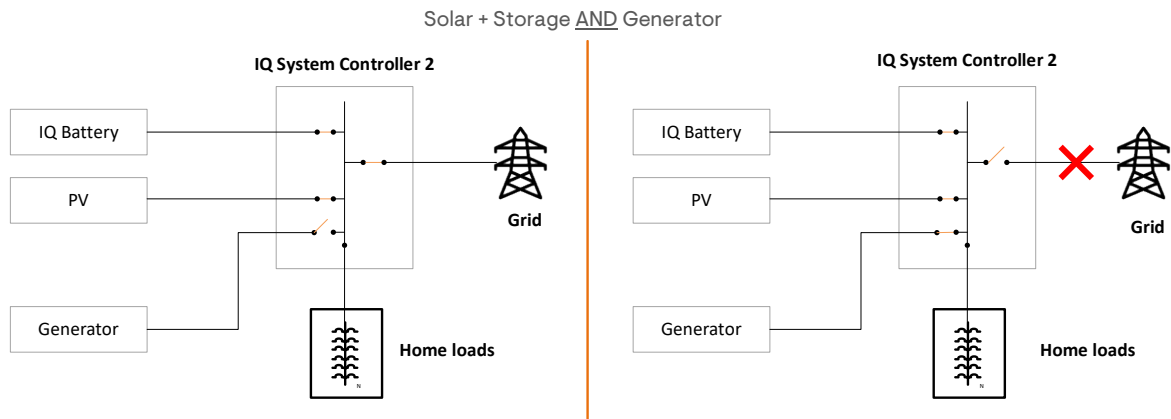 Solar + Storage AND Generator
IQ System Controller 2
IQ Battery
PV
Grid
Generator
Home loads
N
IQ System Controller 2
IQ Battery
PV
Grid
Generator
Home loads
N